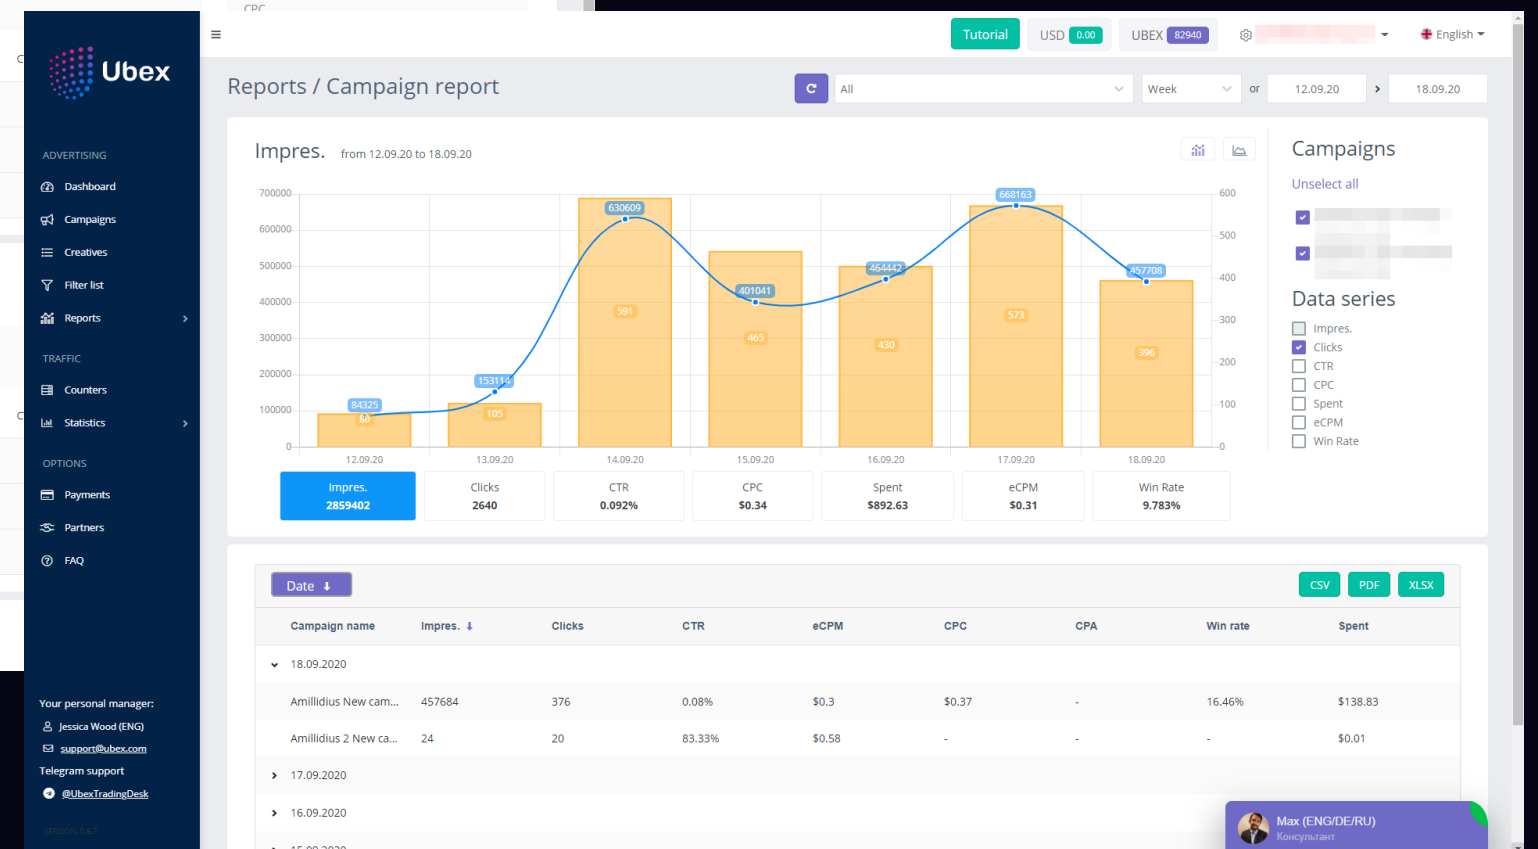 CPC
Ubex
ADVERTISING
Dashboard
Campaigns
Creatives
Filter list
Reports
TRAFFIC
Counters
Statistics
OPTIONS
Payments
Partners
FAQ
Your personal manager:
Jessica Wood (ENG)
support@ubex.com
Telegram support
@UbexTradingDesk
VERSION: 0.6.7
Tutorial
USD 0.00
UBEX 82940
English
Reports / Campaign report
All
Week
or
12.09.20
18.09.20
Impres. from 12.09.20 to 18.09.20
700000
600000
500000
400000
300000
200000
100000
0
600
500
400
300
200
100
0
84325
153114
630609
401041
464442
668163
457708
105
591
465
430
573
396
12.09.20 13.09.20 14.09.20 15.09.20 16.09.20 17.09.20 18.09.20
Impres. Clicks CTR CPC Spent eCPM Win Rate
2859402 2640 0.092% $0.34 $892.63 $0.31 9.783%
Campaigns
Unselect all
Data series
Impres.
Clicks
CTR
CPC
Spent
eCPM
Win Rate
Date
CSV PDF XLSX
Campaign name Impres. Clicks CTR eCPM CPC CPA Win rate Spent
18.09.2020
Amillidius New cam... 457684 376 0.08% $0.3 $0.37 - 16.46% $138.83
Amillidius 2 New ca... 24 20 83.33% $0.58 - - - $0.01
17.09.2020
16.09.2020
15.09.2020
Max (ENG/DE/RU)
Консультант